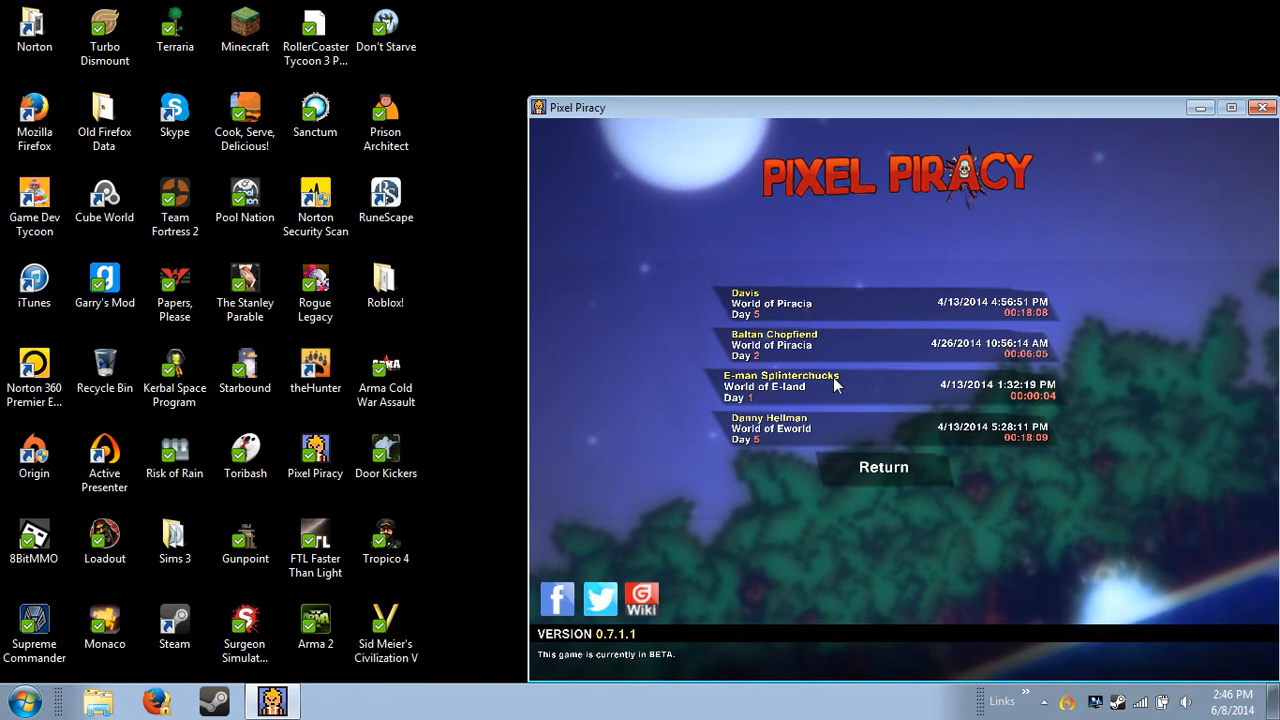 Norton
Turbo
Dismount
Terraria
Minecraft
RollerCoaster
Tycoon 3 P...
Don't Starve
Mozilla
Firefox
Old Firefox
Data
Skype
Cook, Serve,
Delicious!
Sanctum
Prison
Architect
Game Dev
Tycoon
Cube World
Team
Fortress 2
Pool Nation
Norton
Security Scan
RuneScape
iTunes
Garry's Mod
Papers,
Please
The Stanley
Parable
Rogue
Legacy
Roblox!
Norton 360
Premier E...
Recycle Bin
Kerbal Space
Program
Starbound
theHunter
Arma Cold
War Assault
Origin
Active
Presenter
Risk of Rain
Toribash
Pixel Piracy
Door Kickers
8BitMMO
Loadout
Sims 3
Gunpoint
FTL Faster
Than Light
Tropico 4
Supreme
Commander
Monaco
Steam
Surgeon
Simulat...
Arma 2
Sid Meier's
Civilization V
Pixel Piracy
PIXEL PIRACY
Davis
World of Piracia
Day 5
4/13/2014 4:56:51 PM
00:18:08
Baltan Chopfiend
World of Piracia
Day 2
4/26/2014 10:56:14 AM
00:06:05
E-man Splinterchucks
World of E-land
Day 1
4/13/2014 1:32:19 PM
00:00:04
Danny Hellman
World of Eworld
Day 5
4/13/2014 5:28:11 PM
00:18:09
Return
Wiki
VERSION 0.7.1.1
This game is currently in BETA.
Links
2:46 PM
6/8/2014